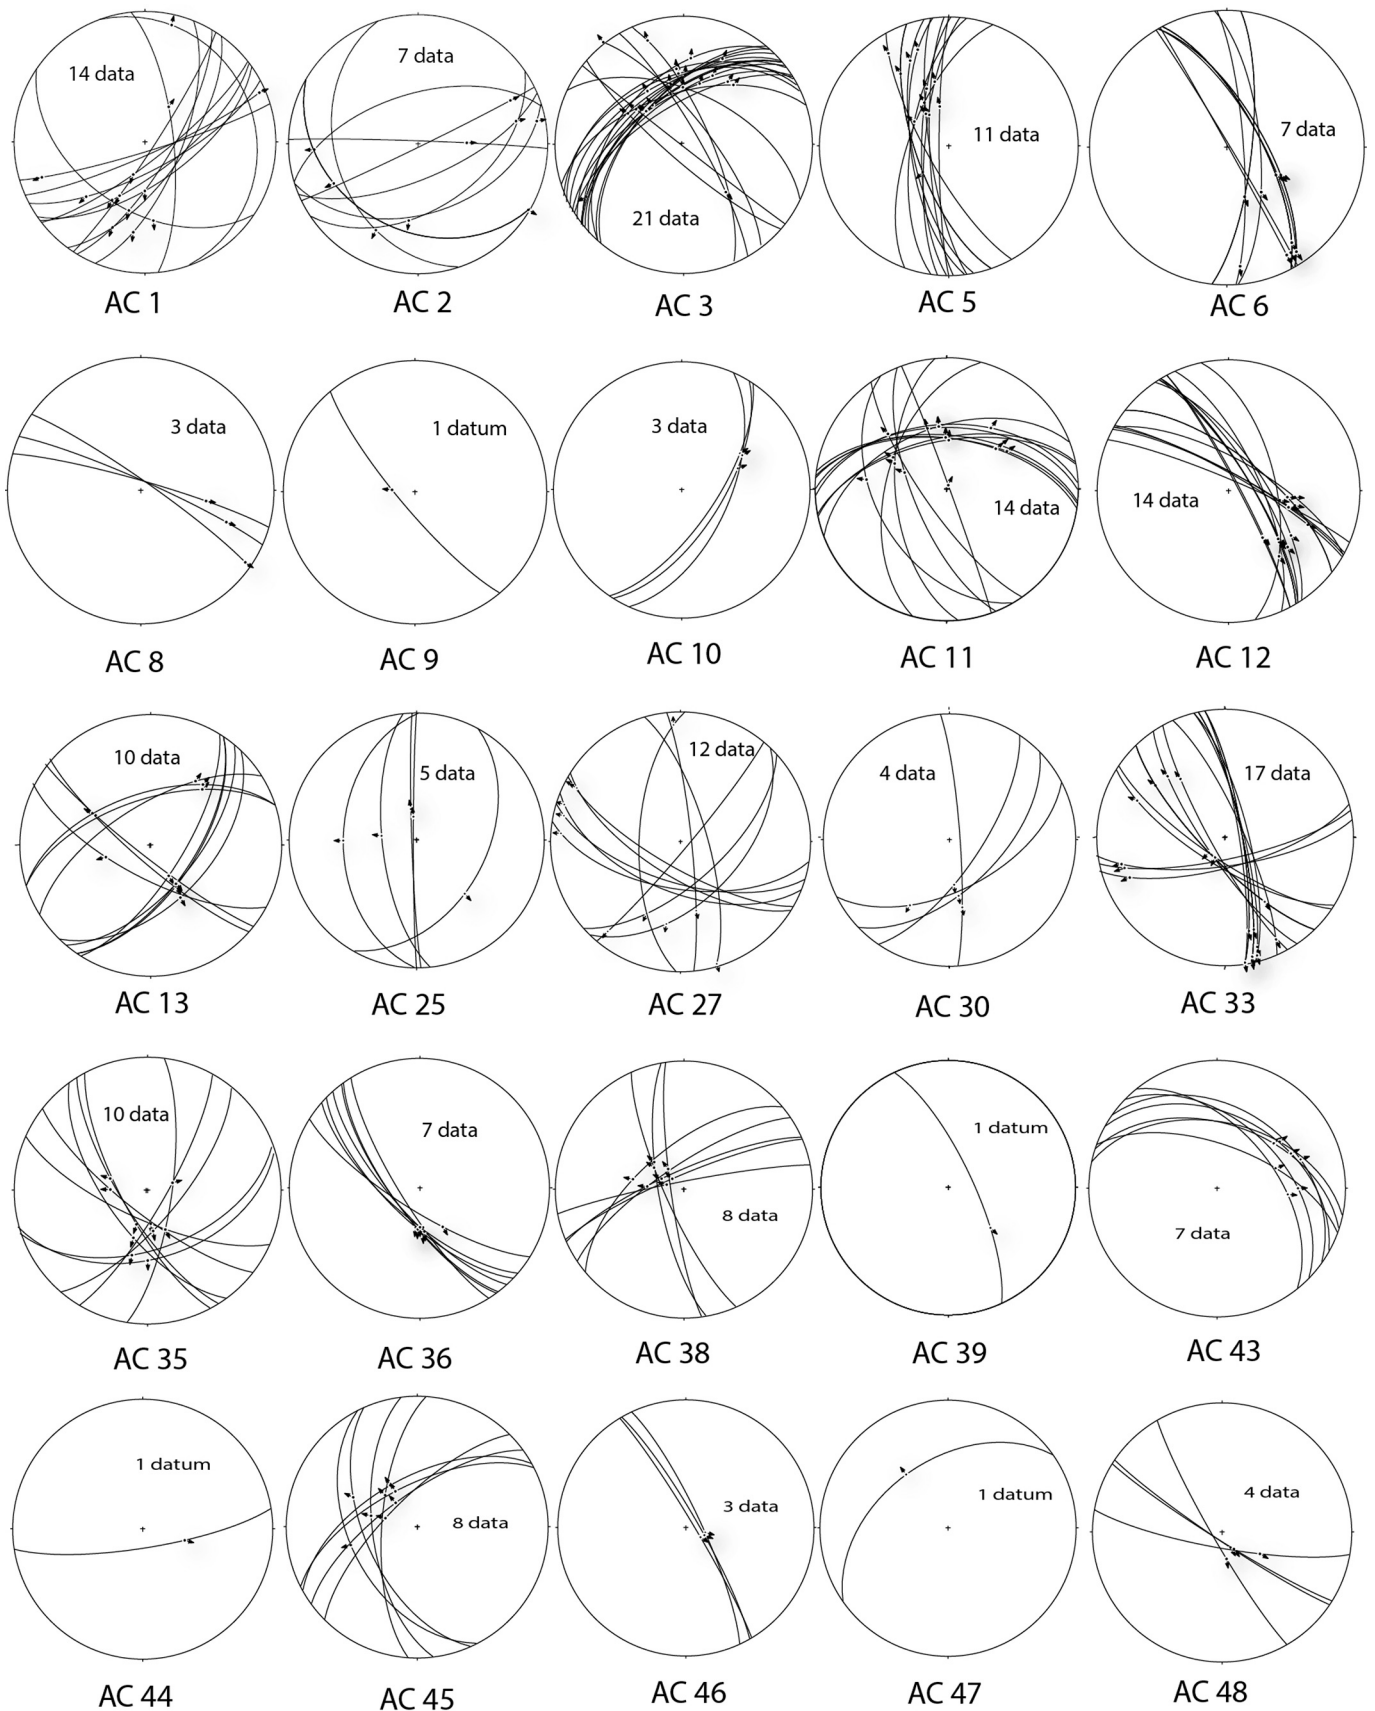 14 data
AC 1
7 data
AC 2
21 data
AC 3
11 data
AC 5
7 data
AC 6
3 data
AC 8
1 datum
AC 9
3 data
AC 10
14 data
AC 11
14 data
AC 12
10 data
AC 13
5 data
AC 25
12 data
AC 27
4 data
AC 30
17 data
AC 33
10 data
AC 35
7 data
AC 36
8 data
AC 38
1 datum
AC 39
7 data
AC 43
1 datum
AC 44
8 data
AC 45
3 data
AC 46
1 datum
AC 47
4 data
AC 48